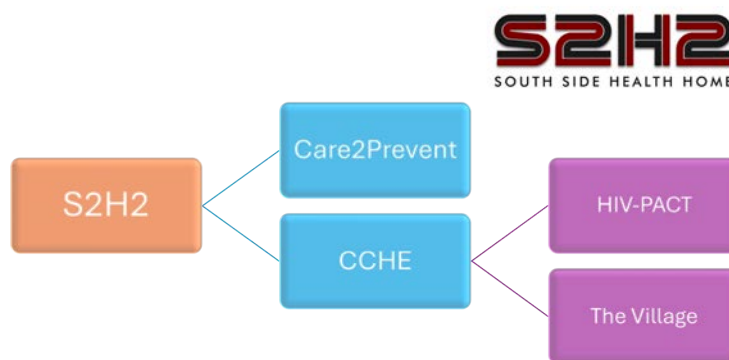 S2H2
SOUTH SIDE HEALTH HOME
Care2Prevent
S2H2
HIV-PACT
CCHE
The Village